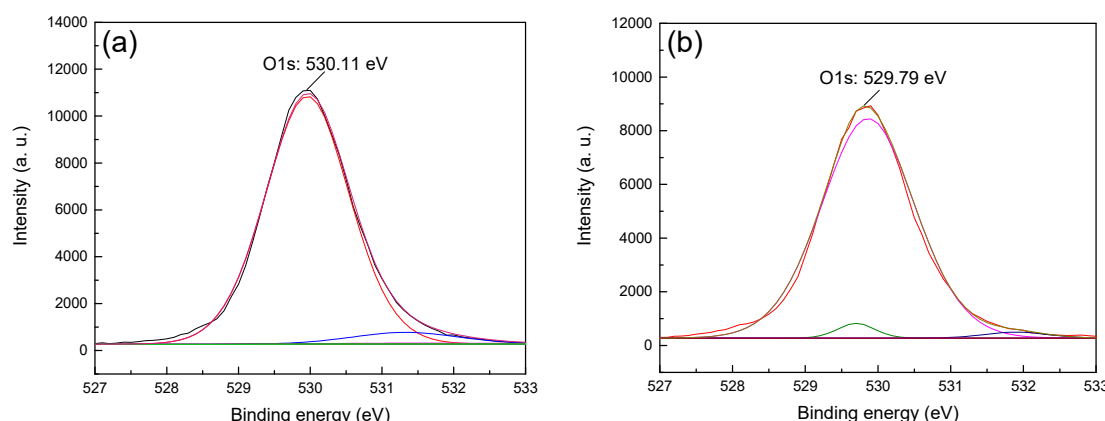 (a)
O1s: 530.11 eV
14000
12000
10000
8000
6000
4000
2000
0
Intensity (a. u.)
527 528 529 530 531 532 533
Binding energy (eV)
(b)
O1s: 529.79 eV
12000
10000
8000
6000
4000
2000
0
Intensity (a. u.)
527 528 529 530 531 532 533
Binding energy (eV)